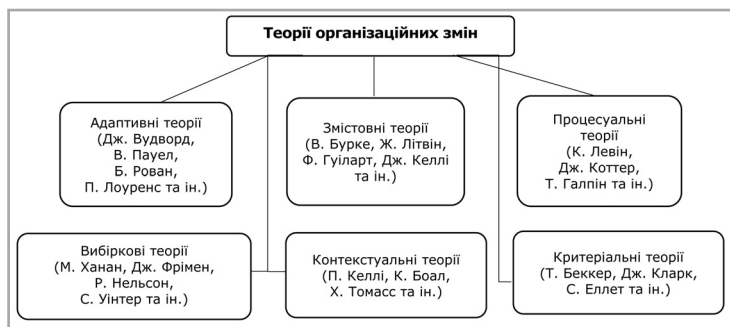 Теорії організаційних змін
Адаптивні теорії
(Дж. Вудворд,
В. Пауел,
Б. Рован,
П. Лоуренс та ін.)
Змістовні теорії
(В. Бурке, Ж. Літвін,
Ф. Гуіларт, Дж. Келлі
та ін.)
Процесуальні
теорії
(К. Левін,
Дж. Коттер,
Т. Галпін та ін.)
Вибіркові теорії
(М. Ханан, Дж. Фрімен,
Р. Нельсон,
С. Уінтер та ін.)
Контекстуальні теорії
(П. Келлі, К. Боал,
Х. Томасс та ін.)
Критеріальні теорії
(Т. Беккер, Дж. Кларк,
С. Еллет та ін.)